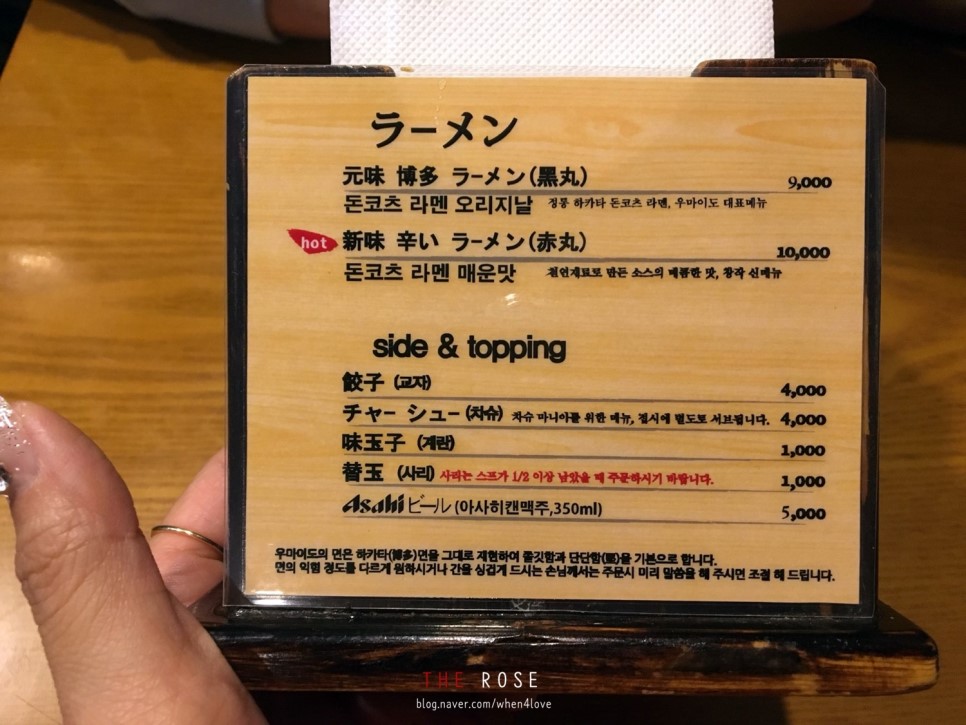 ラーメン
元味 博多 ラーメン(黒丸) 9,000
돈코츠 라멘 오리지날 정통 하카타 돈코츠 라멘, 우마이도 대표메뉴
hot 新味 辛い ラーメン(赤丸) 10,000
돈코츠 라멘 매운맛 천연재료로 만든 소스의 매콤한 맛, 창작 신메뉴
side & topping
餃子 (교자) 4,000
チャー シュー (차슈) 차슈 마니아를 위한 메뉴, 접시에 별도로 서브됩니다. 4,000
味玉子 (계란) 1,000
替玉 (사리) 사리는 스프가 1/2 이상 남았을 때 주문하시기 바랍니다. 1,000
Asahi ビール (아사히캔맥주,350ml) 5,000
우마이도의 면은 하카타(博多)면을 그대로 재현하여 쫄깃함과 단단함(堅)을 기본으로 합니다.
면의 익힘 정도를 다르게 원하시거나 간을 싱겁게 드시는 손님께서는 주문시 미리 말씀을 해 주시면 조절 해 드립니다.
THE ROSE
blog.naver.com/when4love